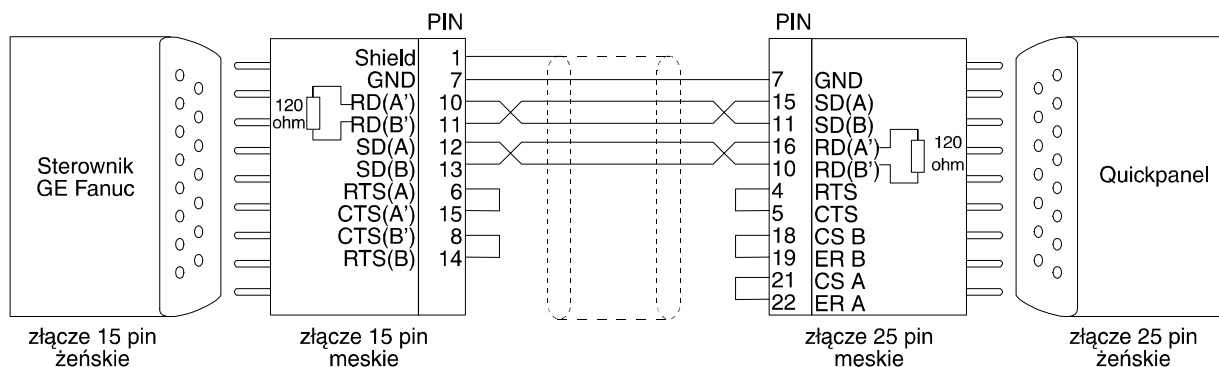 PIN
PIN
Shield 1
GND 7
7 GND
RD(A') 10
15 SD(A)
120
ohm
RD(B') 11
11 SD(B)
SD(A) 12
16 RD(A')
120
ohm
SD(B) 13
10 RD(B')
Sterownik
GE Fanuc
Quickpanel
RTS(A) 6
4 RTS
CTS(A') 15
5 CTS
CTS(B') 8
18 CS B
RTS(B) 14
19 ER B
21 CS A
22 ER A
złącze 15 pin
żeńskie
złącze 15 pin
męskie
złącze 25 pin
męskie
złącze 25 pin
żeńskie